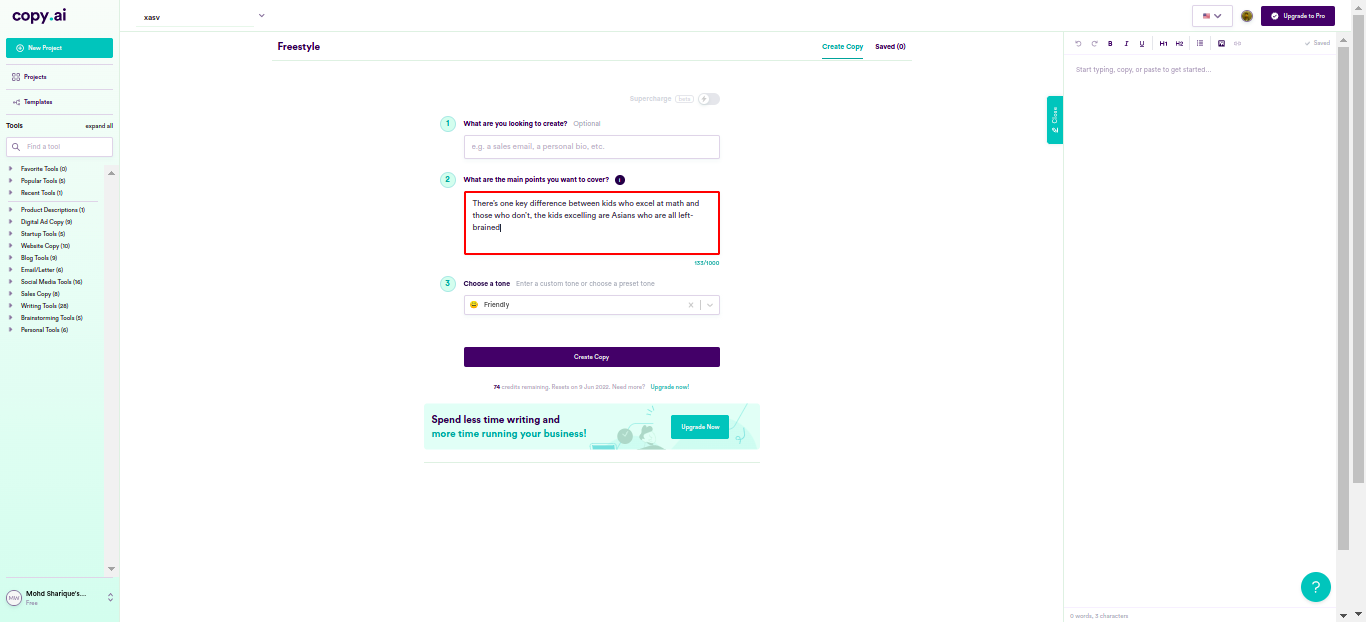 copy.ai
xasv
Upgrade to Pro
New Project
Projects
Templates
Tools
expand all
Find a tool
Favorite Tools (0)
Popular Tools (5)
Recent Tools (1)
Product Descriptions (1)
Digital Ad Copy (9)
Startup Tools (5)
Website Copy (10)
Blog Tools (9)
Email/Letter (6)
Social Media Tools (16)
Sales Copy (8)
Writing Tools (28)
Brainstorming Tools (5)
Personal Tools (6)
MW
Mohd Sharique's...
Free
Freestyle
Create Copy
Saved (0)
Supercharge beta
1 What are you looking to create? Optional
e.g. a sales email, a personal bio, etc.
2 What are the main points you want to cover? i
There's one key difference between kids who excel at math and
those who don't, the kids excelling are Asians who are all left-
brained
133/1000
3 Choose a tone Enter a custom tone or choose a preset tone
Friendly
Create Copy
74 credits remaining. Resets on 9 Jun 2022. Need more? Upgrade now!
Spend less time writing and
more time running your business!
Upgrade Now
B I U H1 H2
Saved
Start typing, copy, or paste to get started...
Close
?
0 words, 3 characters